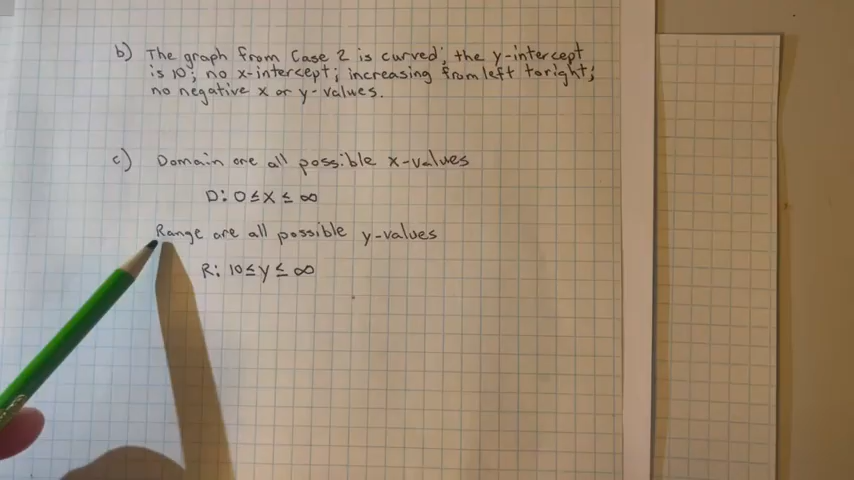 b) The graph from Case 2 is curved; the y-intercept
is 10; no x-intercept; increasing from left to right;
no negative x or y-values.
c) Domain are all possible x-values
D: 0 ≤ x ≤ ∞
Range are all possible y-values
R: 10 ≤ y ≤ ∞